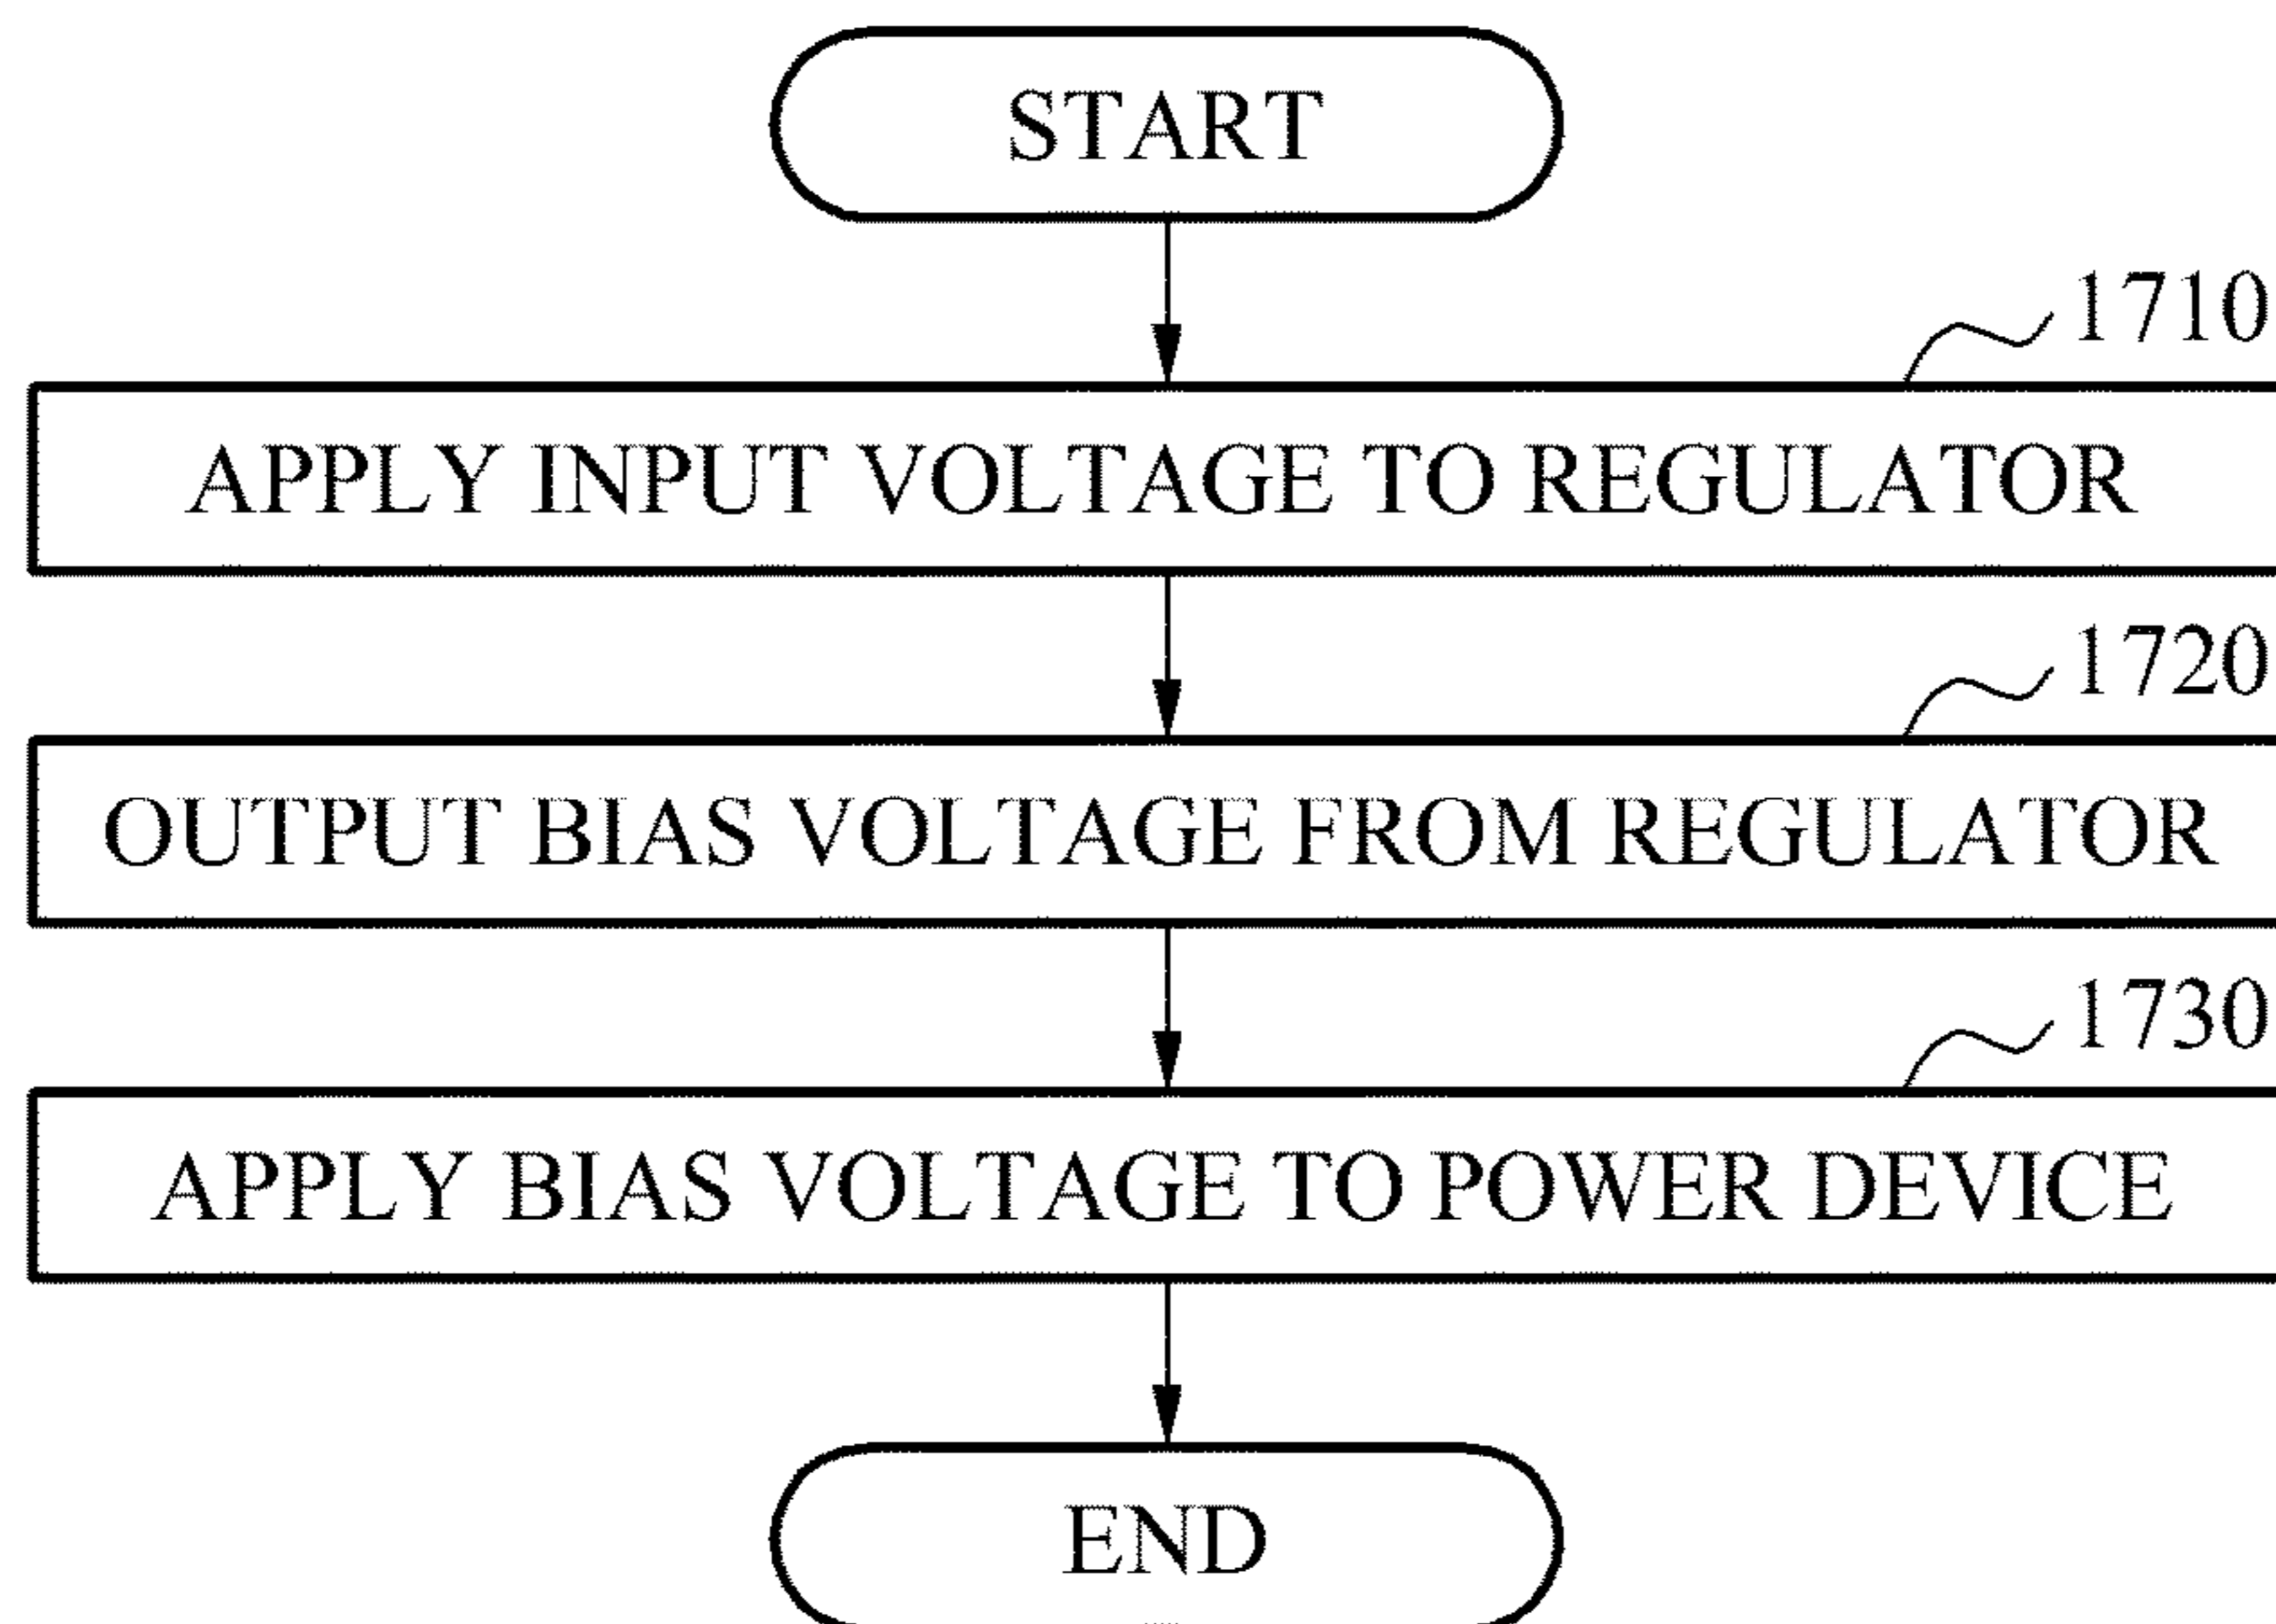 START
1710
APPLY INPUT VOLTAGE TO REGULATOR
1720
OUTPUT BIAS VOLTAGE FROM REGULATOR
1730
APPLY BIAS VOLTAGE TO POWER DEVICE
END